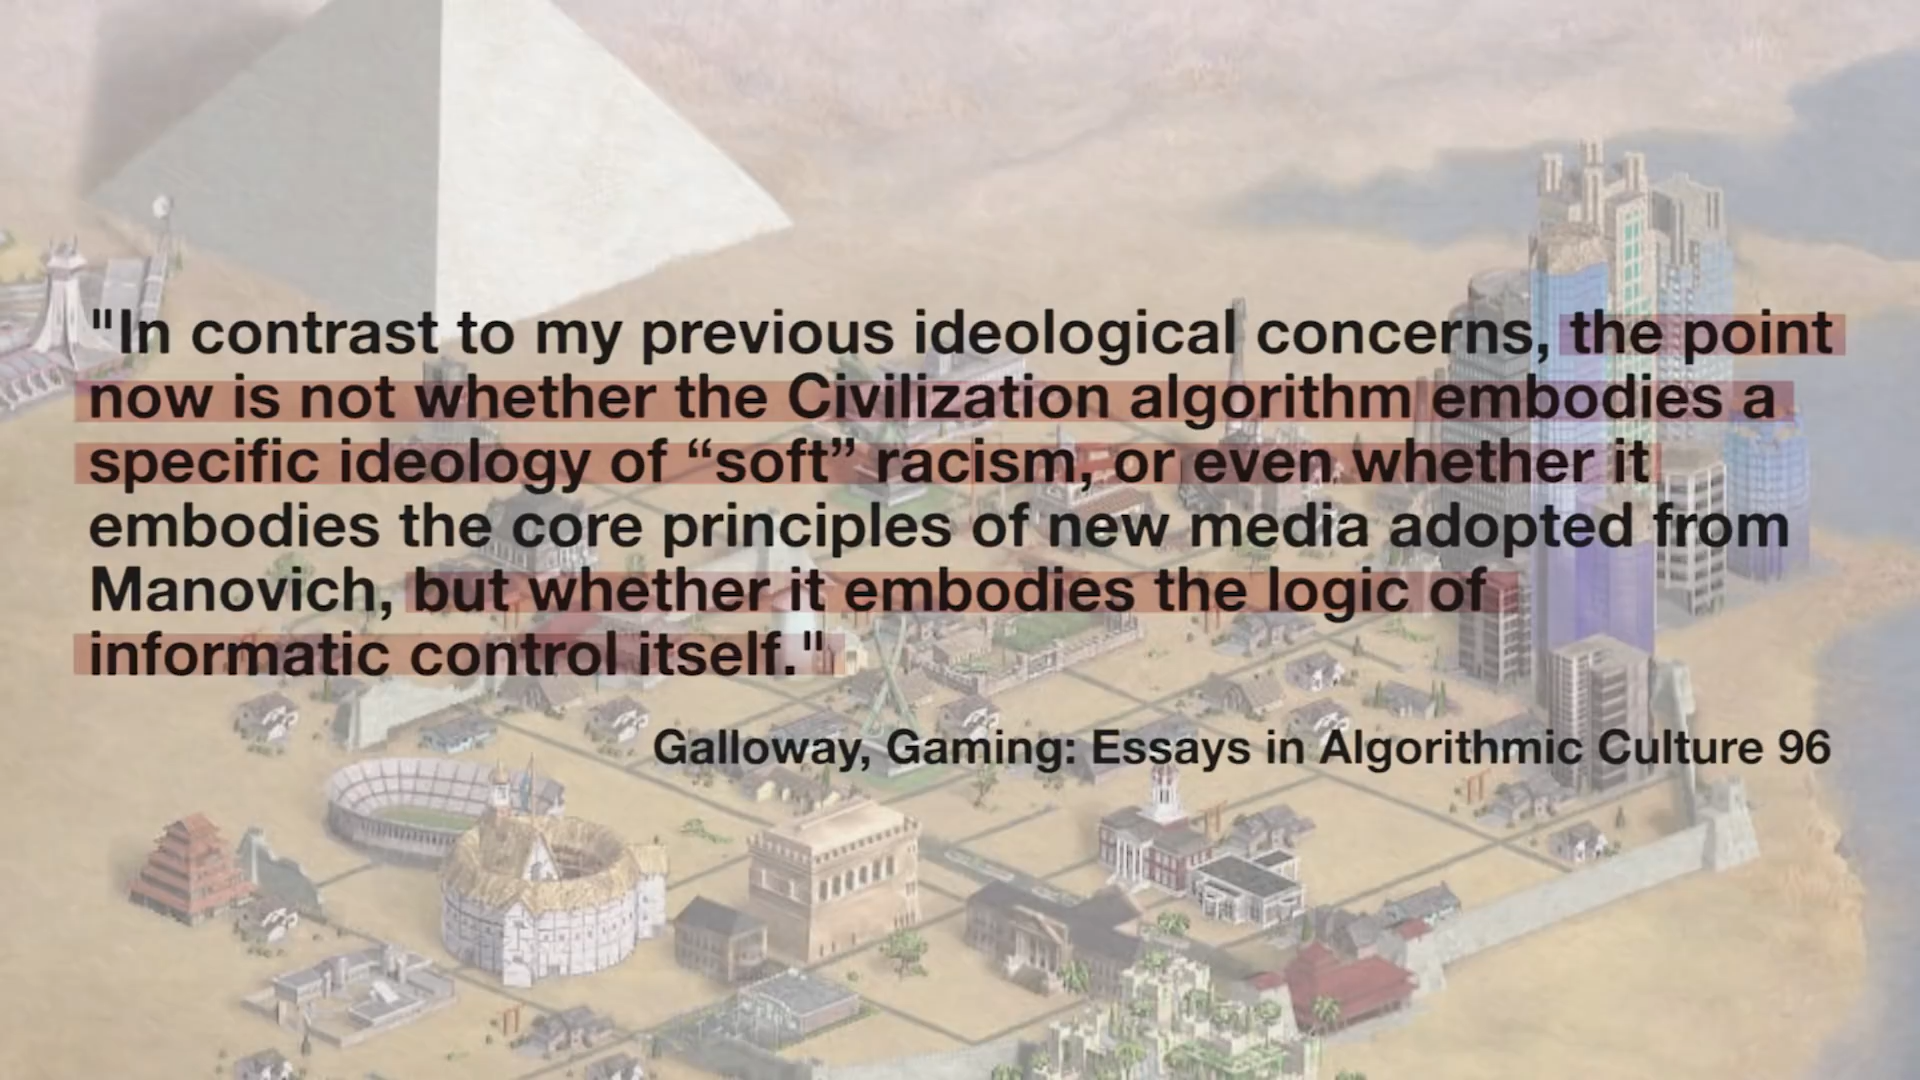 "In contrast to my previous ideological concerns, the point
now is not whether the Civilization algorithm embodies a
specific ideology of “soft” racism, or even whether it
embodies the core principles of new media adopted from
Manovich, but whether it embodies the logic of
informatic control itself."
Galloway, Gaming: Essays in Algorithmic Culture 96